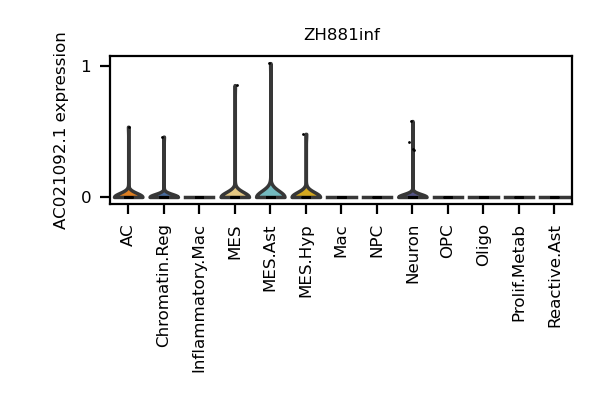 ZH881inf
AC021092.1 expression
1
0
AC
Chromatin.Reg
Inflammatory.Mac
MES
MES.Ast
MES.Hyp
Mac
NPC
Neuron
OPC
Oligo
Prolif.Metab
Reactive.Ast